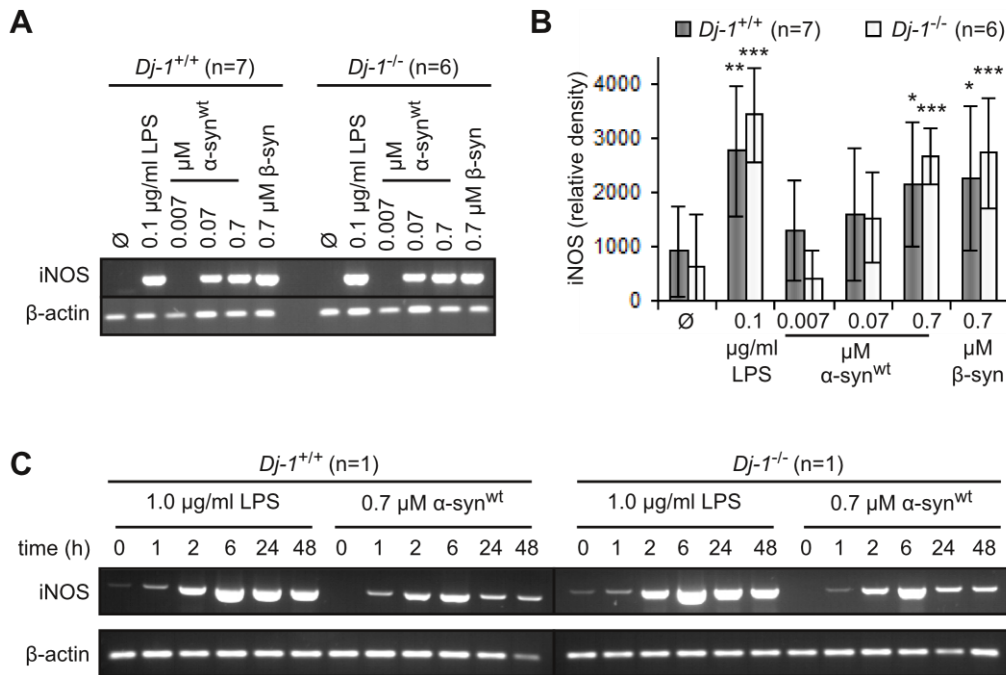 A
Dj-1+/+ (n=7) Dj-1-/- (n=6)
Ø 0.1 µg/ml LPS 0.007 0.07 0.7 µM α-synwt 0.7 µM β-syn Ø 0.1 µg/ml LPS 0.007 0.07 0.7 µM α-synwt 0.7 µM β-syn
iNOS
β-actin
B
Dj-1+/+ (n=7) Dj-1-/- (n=6)
** *** * *** * ***
iNOS (relative density)
4000
3000
2000
1000
0
Ø 0.1 0.007 0.07 0.7 0.7
µg/ml µM µM
LPS α-synwt β-syn
C
Dj-1+/+ (n=1) Dj-1-/- (n=1)
1.0 µg/ml LPS 0.7 µM α-synwt 1.0 µg/ml LPS 0.7 µM α-synwt
time (h) 0 1 2 6 24 48 0 1 2 6 24 48 0 1 2 6 24 48 0 1 2 6 24 48
iNOS
β-actin